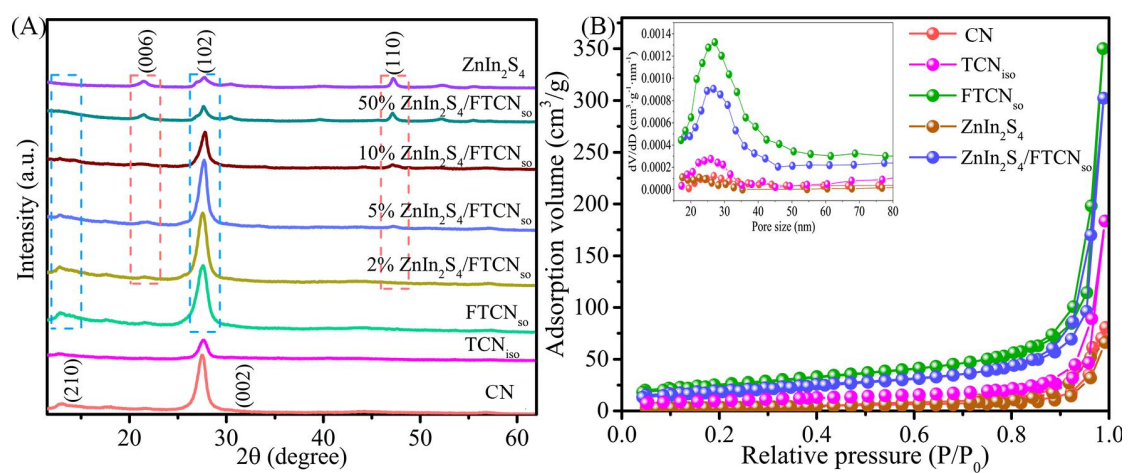 (A)
Intensity (a.u.)
(006)
(102)
(110)
ZnIn2S4
50% ZnIn2S4/FTCNso
10% ZnIn2S4/FTCNso
5% ZnIn2S4/FTCNso
2% ZnIn2S4/FTCNso
FTCNso
TCNiso
CN
(210)
(002)
20 30 40 50 60
2θ (degree)
(B)
Adsorption volume (cm3/g)
350
300
250
200
150
100
50
0
0.0 0.2 0.4 0.6 0.8 1.0
Relative pressure (P/P0)
CN
TCNiso
FTCNso
ZnIn2S4
ZnIn2S4/FTCNso
dV/dD (cm3·g-1·nm-1)
0.0014
0.0012
0.0010
0.0008
0.0006
0.0004
0.0002
0.0000
20 30 40 50 60 70 80
Pore size (nm)